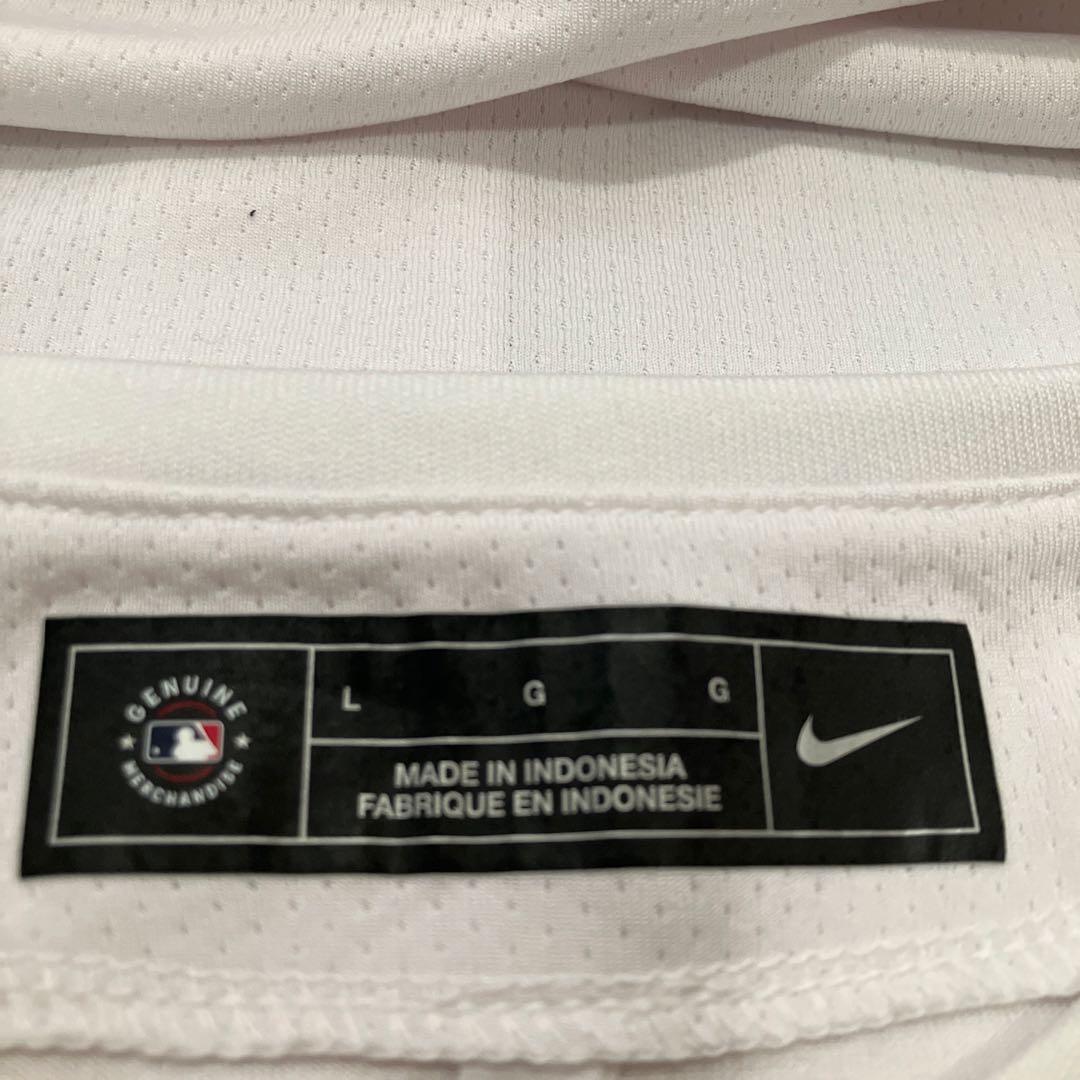 GENUINE
MERCHANDISE
L G G
MADE IN INDONESIA
FABRIQUE EN INDONESIE